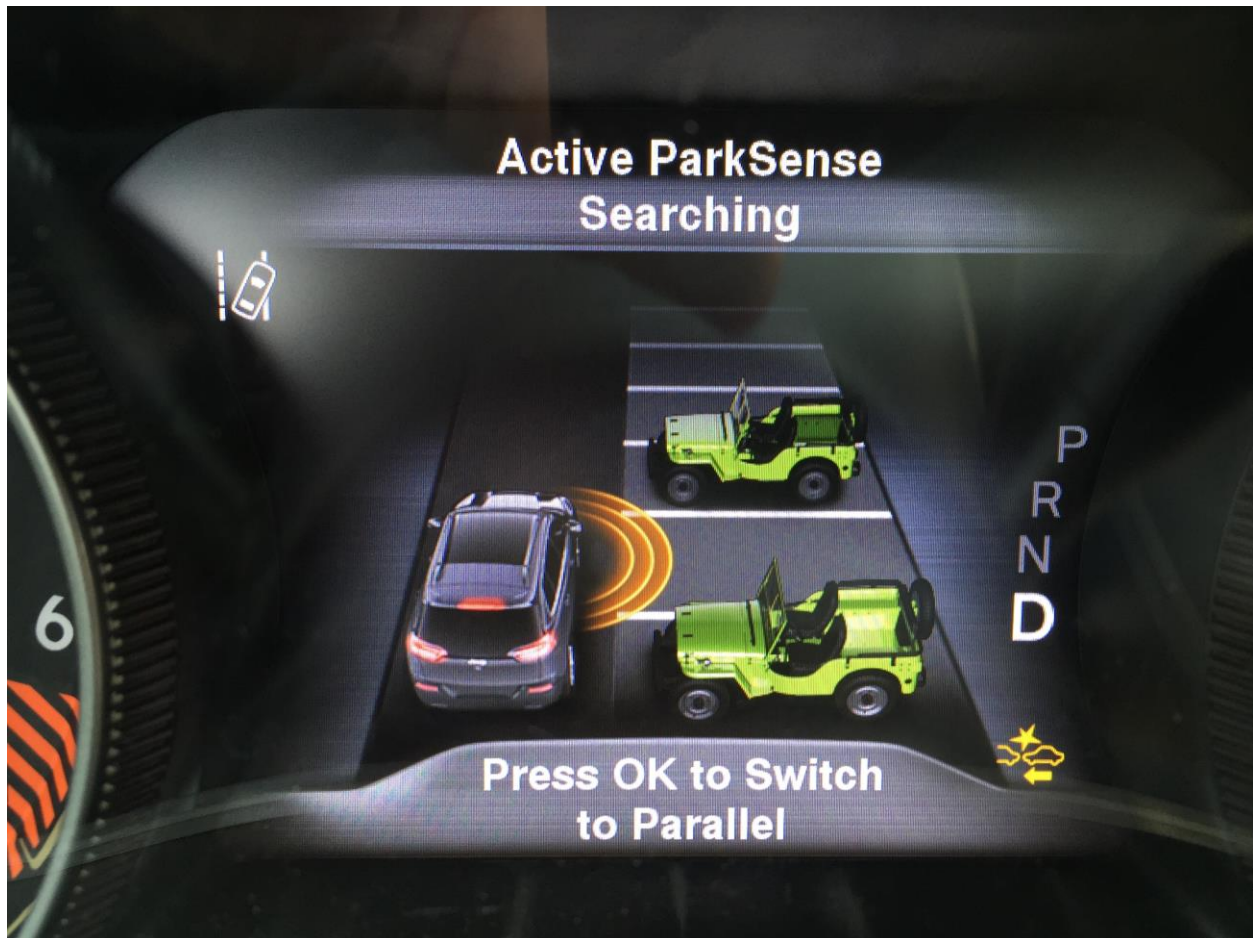 Active ParkSense
Searching
P
R
N
D
6
Press OK to Switch
to Parallel